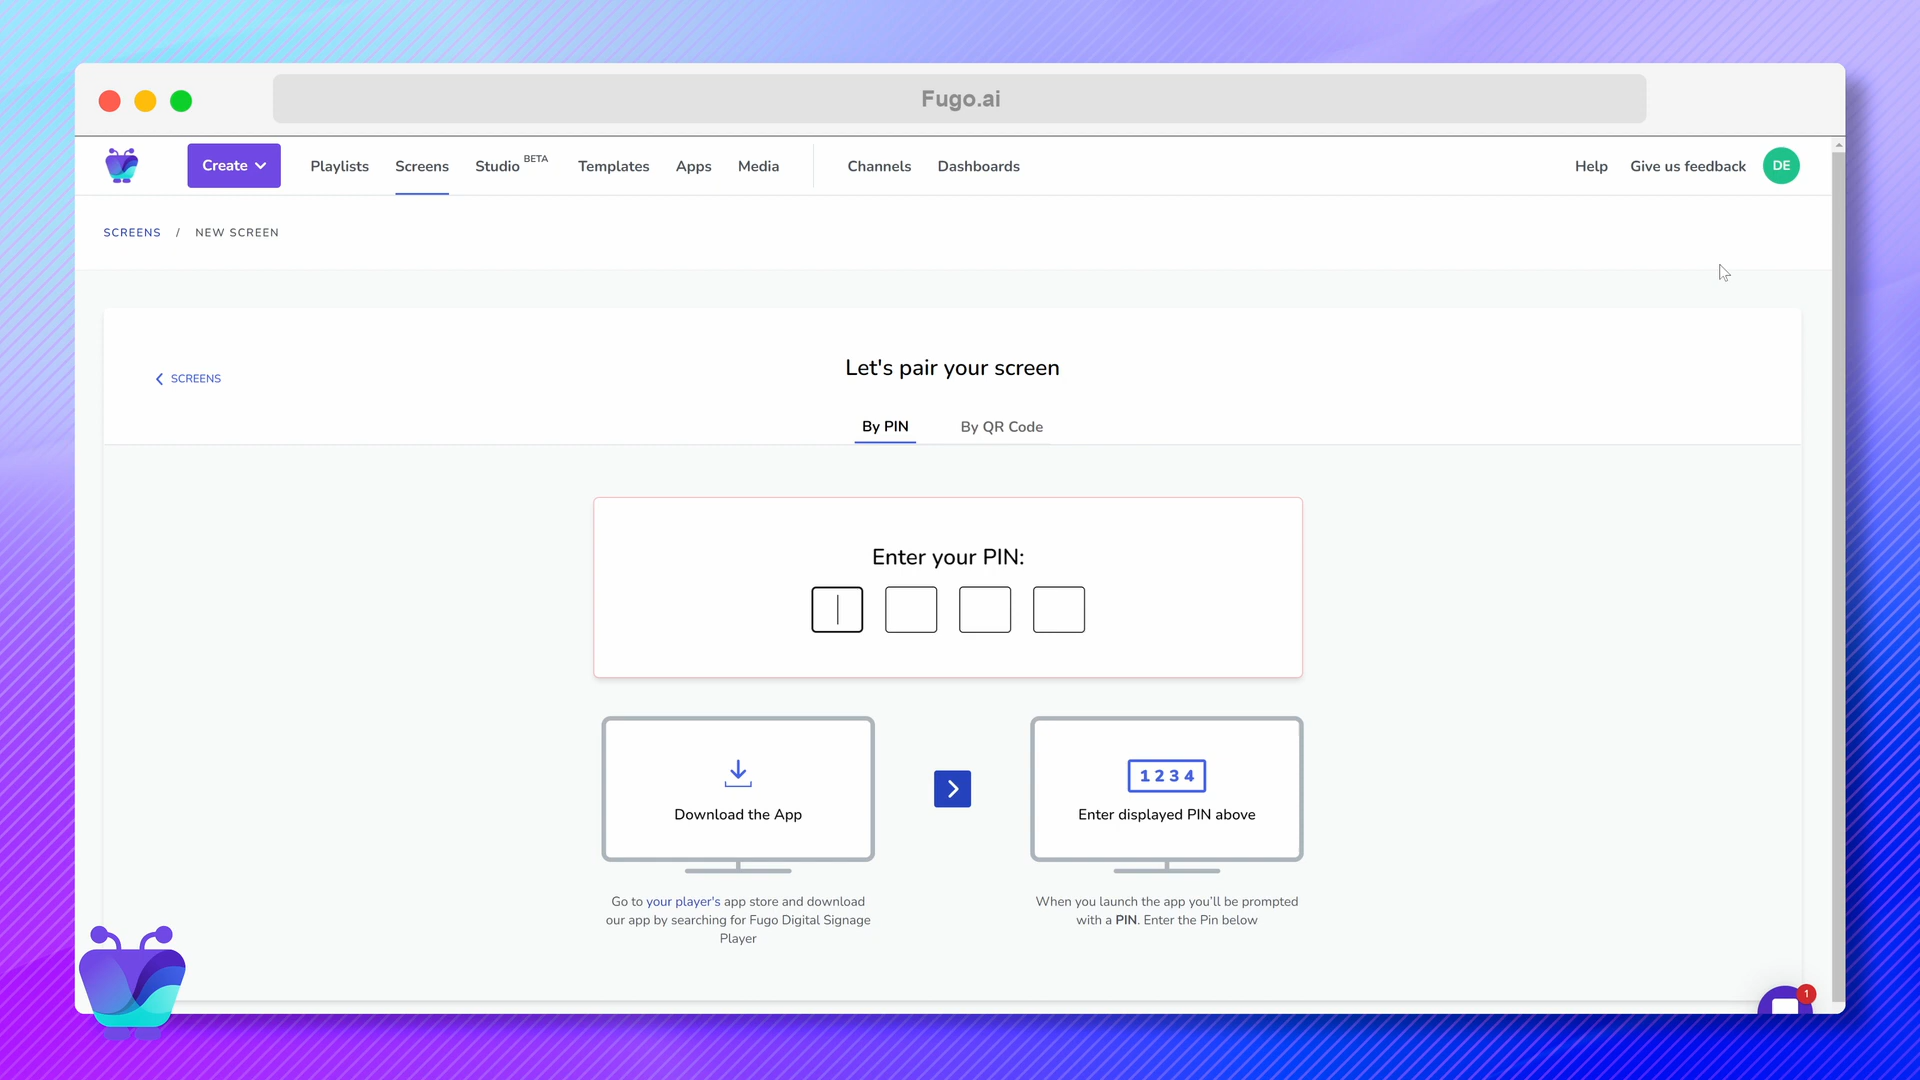 Fugo.ai
Create
Playlists
Screens
Studio BETA
Templates
Apps
Media
Channels
Dashboards
Help
Give us feedback
DE
SCREENS / NEW SCREEN
SCREENS
Let's pair your screen
By PIN
By QR Code
Enter your PIN:
Download the App
1 2 3 4
Enter displayed PIN above
Go to your player's app store and download
our app by searching for Fugo Digital Signage
Player
When you launch the app you'll be prompted
with a PIN. Enter the Pin below
1